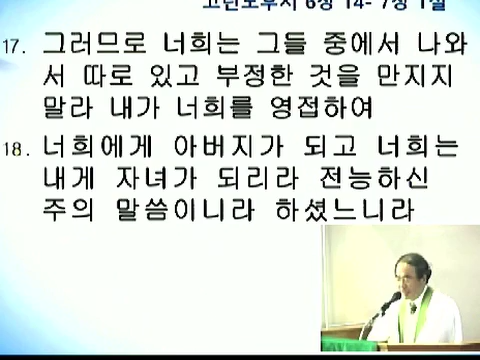 고린도후서 6장 14- 7장 1절
17. 그러므로 너희는 그들 중에서 나와
서 따로 있고 부정한 것을 만지지
말라 내가 너희를 영접하여
18. 너희에게 아버지가 되고 너희는
내게 자녀가 되리라 전능하신
주의 말씀이니라 하셨느니라